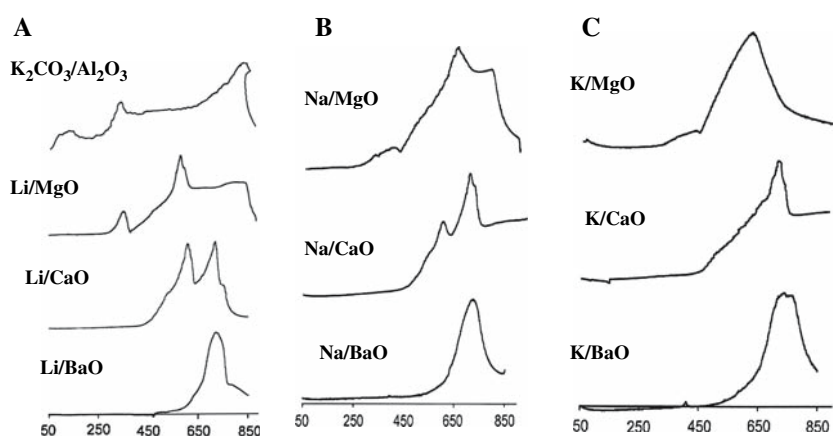 A
K₂CO₃/Al₂O₃
Li/MgO
Li/CaO
Li/BaO
50 250 450 650 850
B
Na/MgO
Na/CaO
Na/BaO
50 250 450 650 850
C
K/MgO
K/CaO
K/BaO
50 250 450 650 850